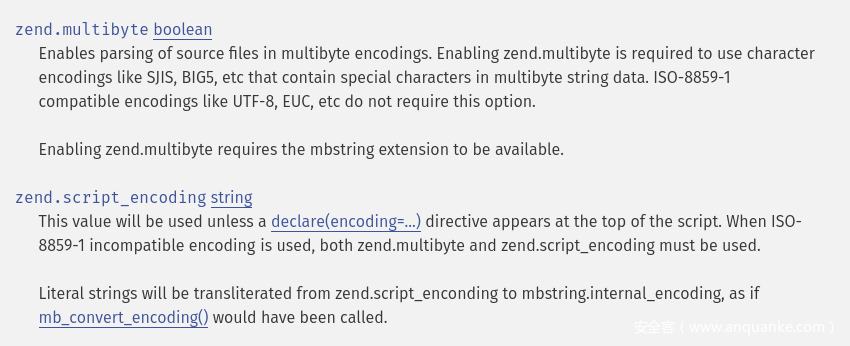 zend.multibyte boolean
Enables parsing of source files in multibyte encodings. Enabling zend.multibyte is required to use character
encodings like SJIS, BIG5, etc that contain special characters in multibyte string data. ISO-8859-1
compatible encodings like UTF-8, EUC, etc do not require this option.
Enabling zend.multibyte requires the mbstring extension to be available.
zend.script_encoding string
This value will be used unless a declare(encoding=...) directive appears at the top of the script. When ISO-
8859-1 incompatible encoding is used, both zend.multibyte and zend.script_encoding must be used.
Literal strings will be transliterated from zend.script_enconding to mbstring.internal_encoding, as if
mb_convert_encoding() would have been called.
安全客 ( www.anquanke.com )